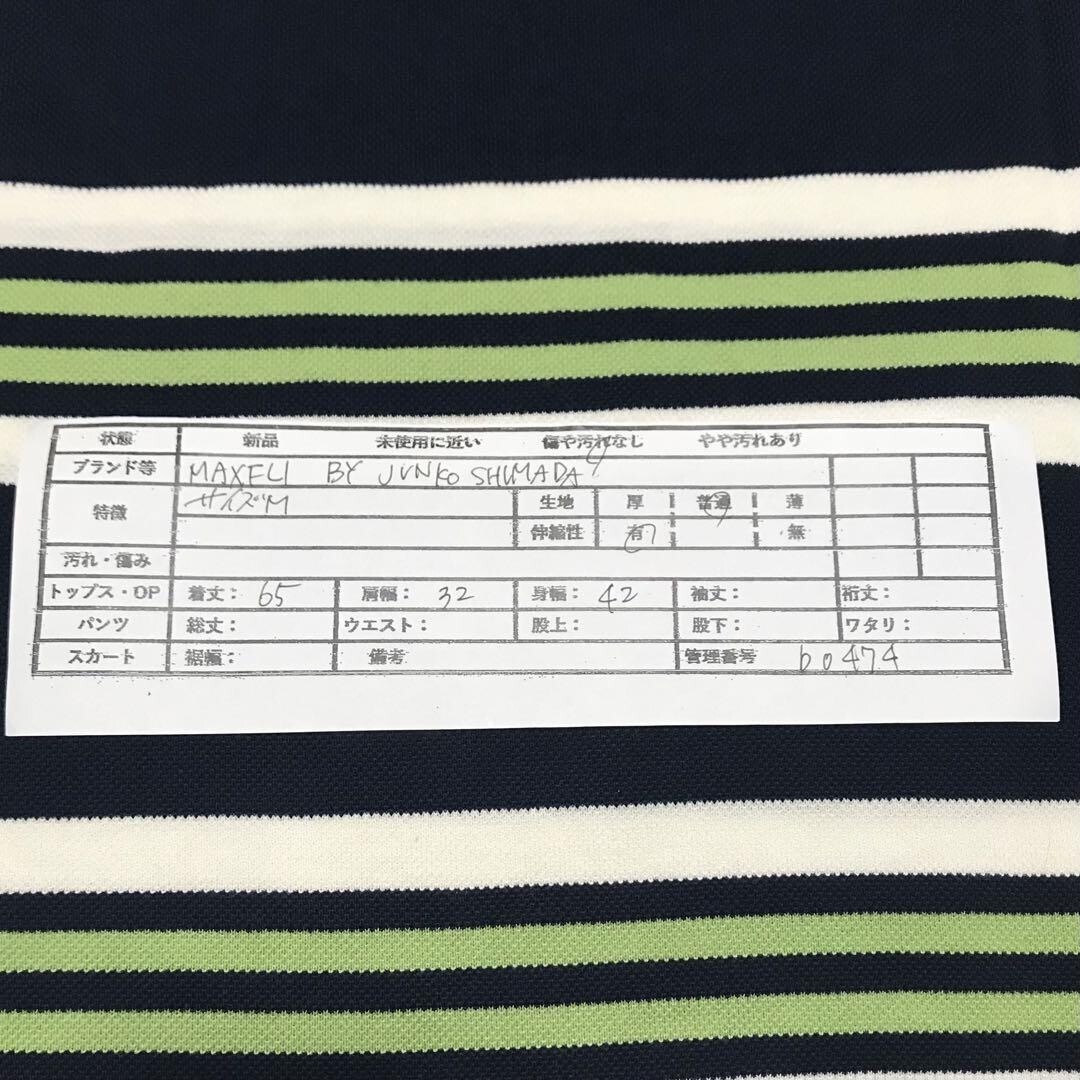 状態 新品 未使用に近い 傷や汚れなし やや汚れあり
ブランド等 MAXFLI BY JUNKO SHIMADA
特徴 サイズM 生地 厚 普通 薄
伸縮性 有 無
汚れ・傷み
トップス・OP 着丈: 65 肩幅: 32 身幅: 42 袖丈: 裄丈:
パンツ 総丈: ウエスト: 股上: 股下: ワタリ:
スカート 裾幅: 備考 管理番号 b0474